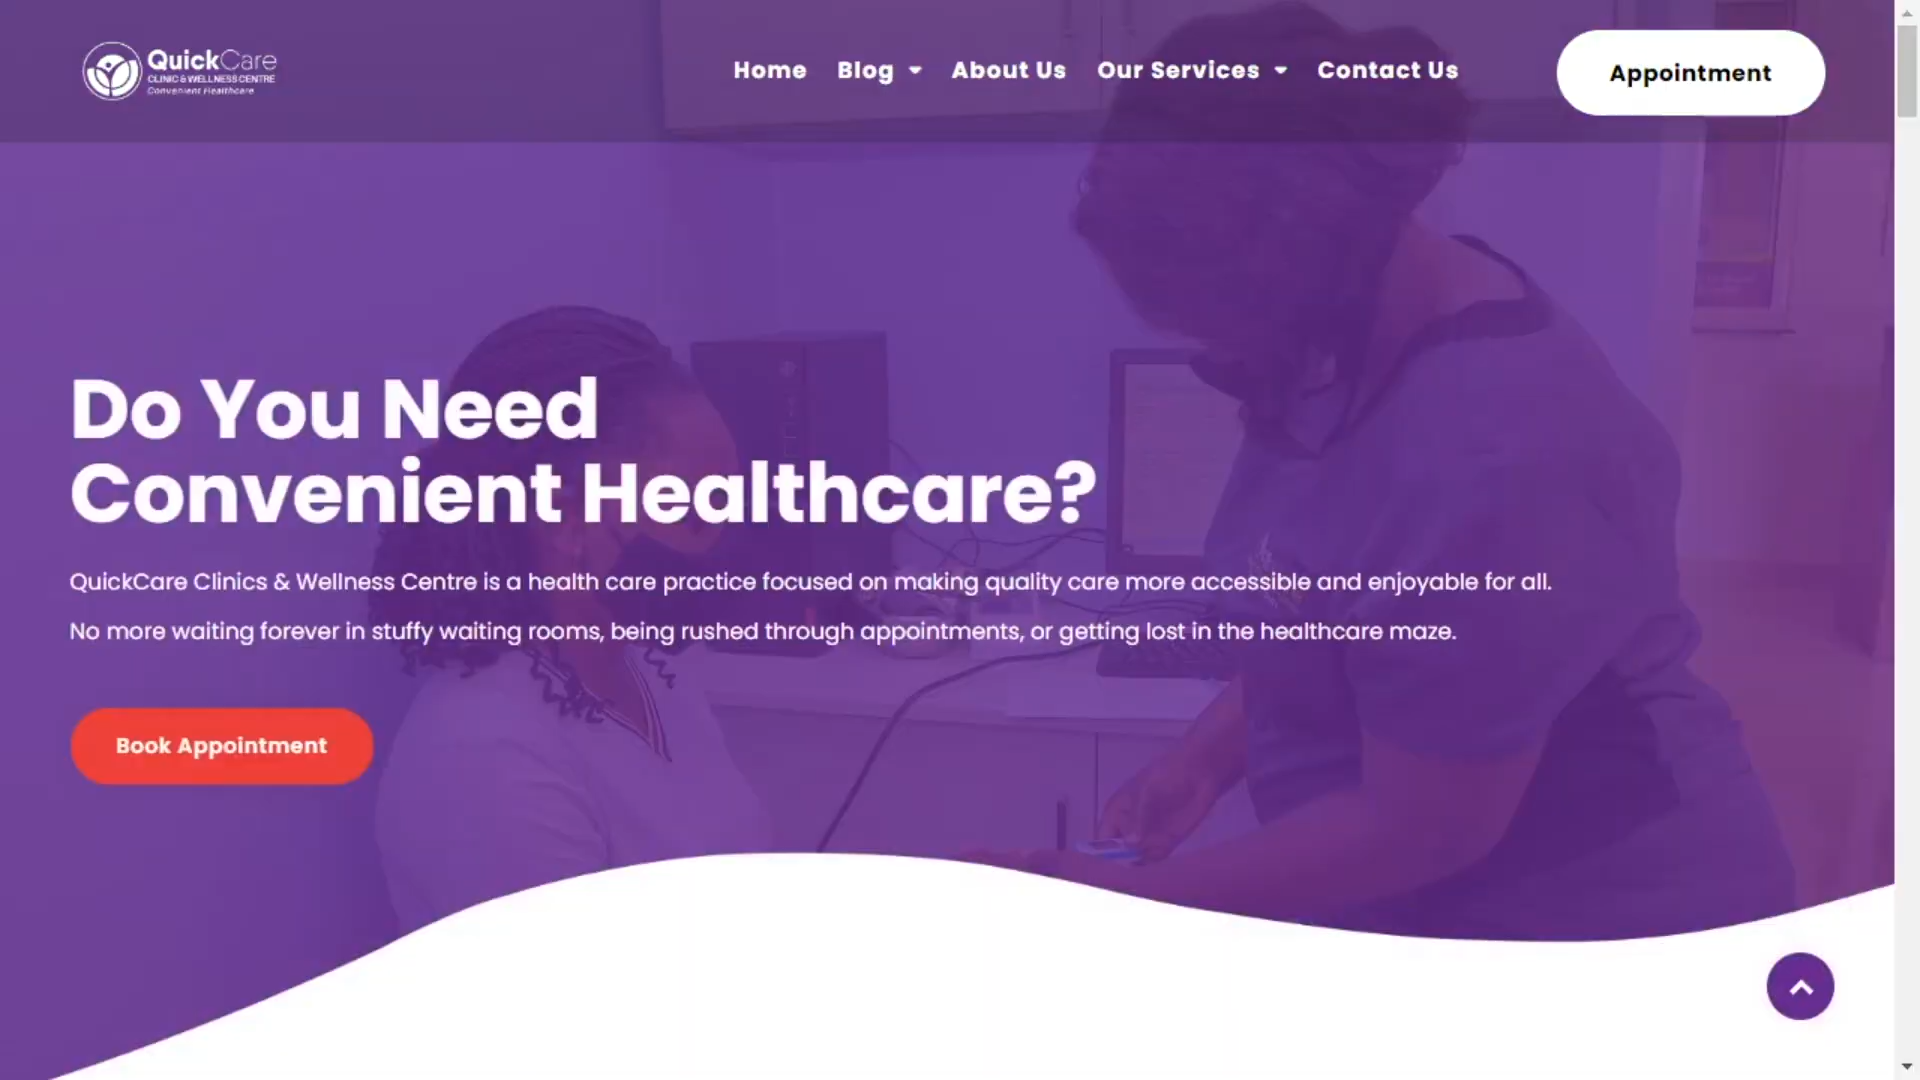 QuickCare
CLINIC & WELLNESS CENTRE
Convenient Healthcare
Home
Blog
About Us
Our Services
Contact Us
Appointment
Do You Need
Convenient Healthcare?
QuickCare Clinics & Wellness Centre is a health care practice focused on making quality care more accessible and enjoyable for all.
No more waiting forever in stuffy waiting rooms, being rushed through appointments, or getting lost in the healthcare maze.
Book Appointment